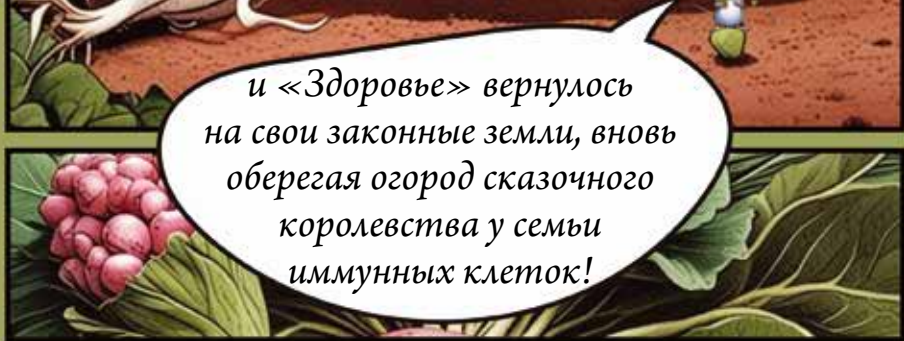 и «Здоровье» вернулось
на свои законные земли, вновь
оберегая огород сказочного
королевства у семьи
иммунных клеток!